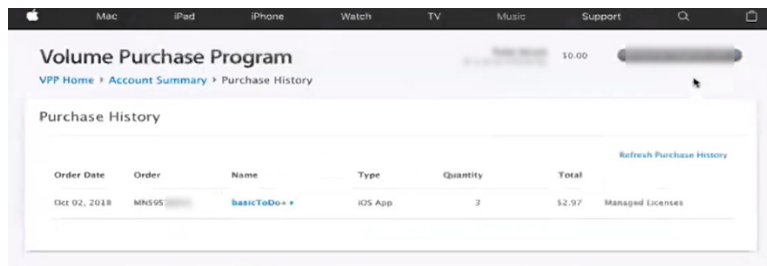 Mac iPad iPhone Watch TV Music Support
Volume Purchase Program $0.00
VPP Home › Account Summary › Purchase History
Purchase History
Refresh Purchase History
Order Date Order Name Type Quantity Total
Oct 02, 2018 MN595 basicToDo++ iOS App 3 $2.97 Managed Licenses